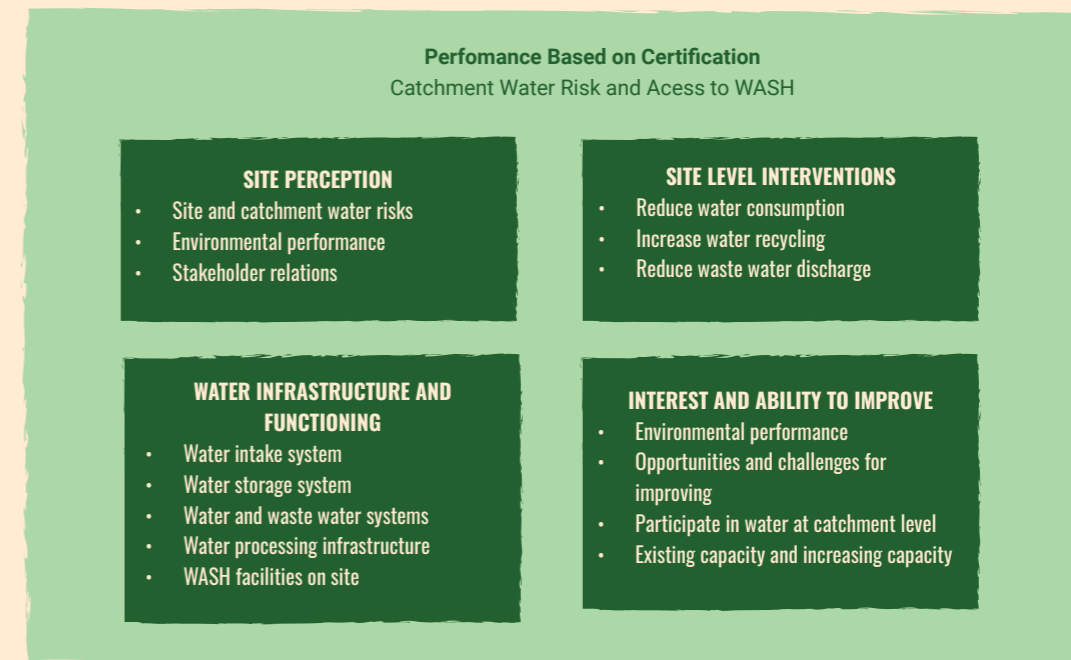 Perfomance Based on Certification
Catchment Water Risk and Acess to WASH
SITE PERCEPTION
• Site and catchment water risks
• Environmental performance
• Stakeholder relations
SITE LEVEL INTERVENTIONS
• Reduce water consumption
• Increase water recycling
• Reduce waste water discharge
WATER INFRASTRUCTURE AND
FUNCTIONING
• Water intake system
• Water storage system
• Water and waste water systems
• Water processing infrastructure
• WASH facilities on site
INTEREST AND ABILITY TO IMPROVE
• Environmental performance
• Opportunities and challenges for
improving
• Participate in water at catchment level
• Existing capacity and increasing capacity